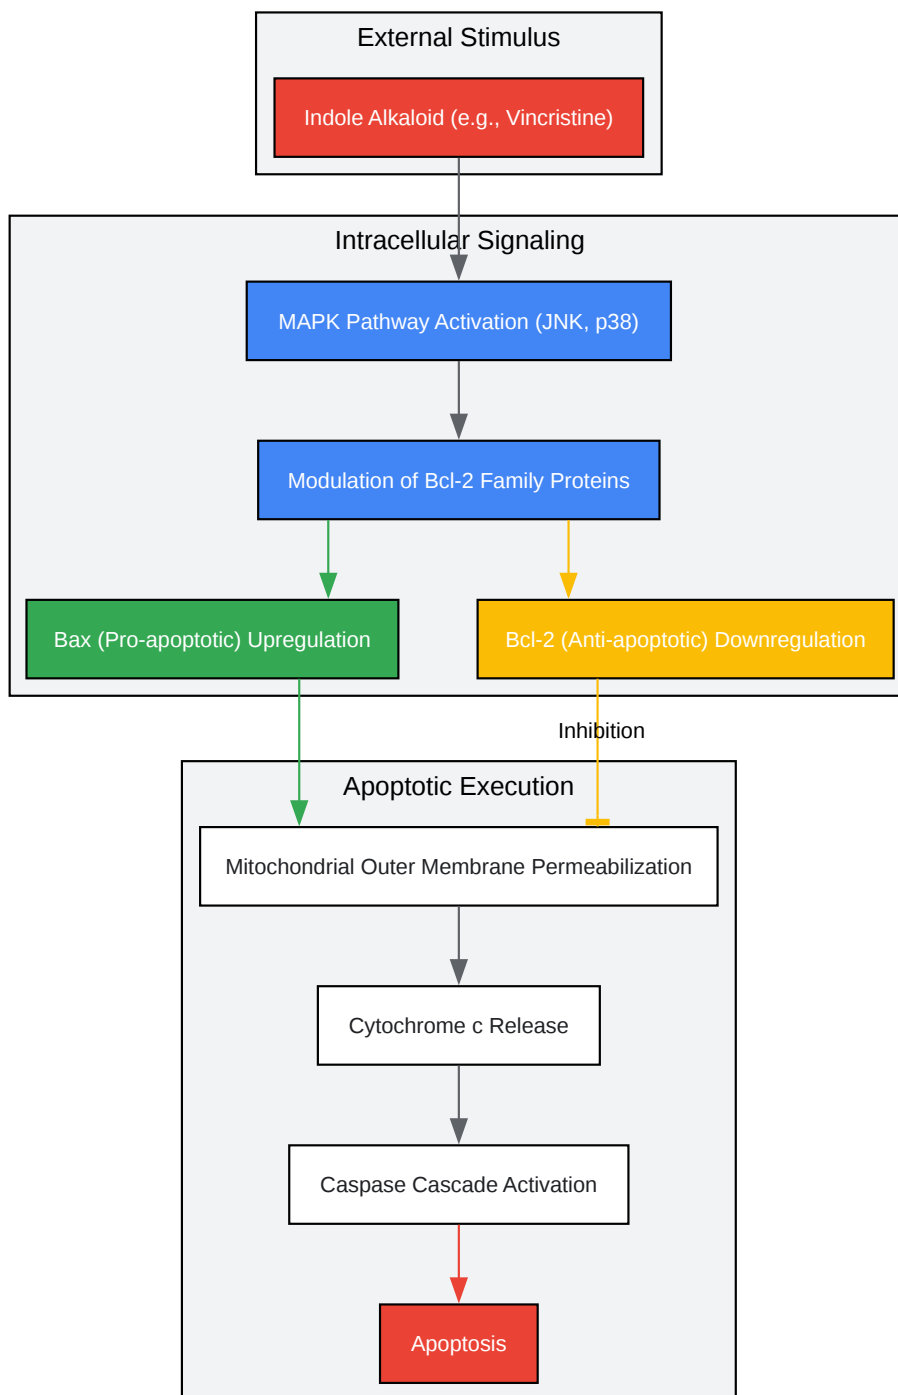 External Stimulus
Indole Alkaloid (e.g., Vincristine)
Intracellular Signaling
MAPK Pathway Activation (JNK, p38)
Modulation of Bcl-2 Family Proteins
Bax (Pro-apoptotic) Upregulation
Bcl-2 (Anti-apoptotic) Downregulation
Inhibition
Apoptotic Execution
Mitochondrial Outer Membrane Permeabilization
Cytochrome c Release
Caspase Cascade Activation
Apoptosis